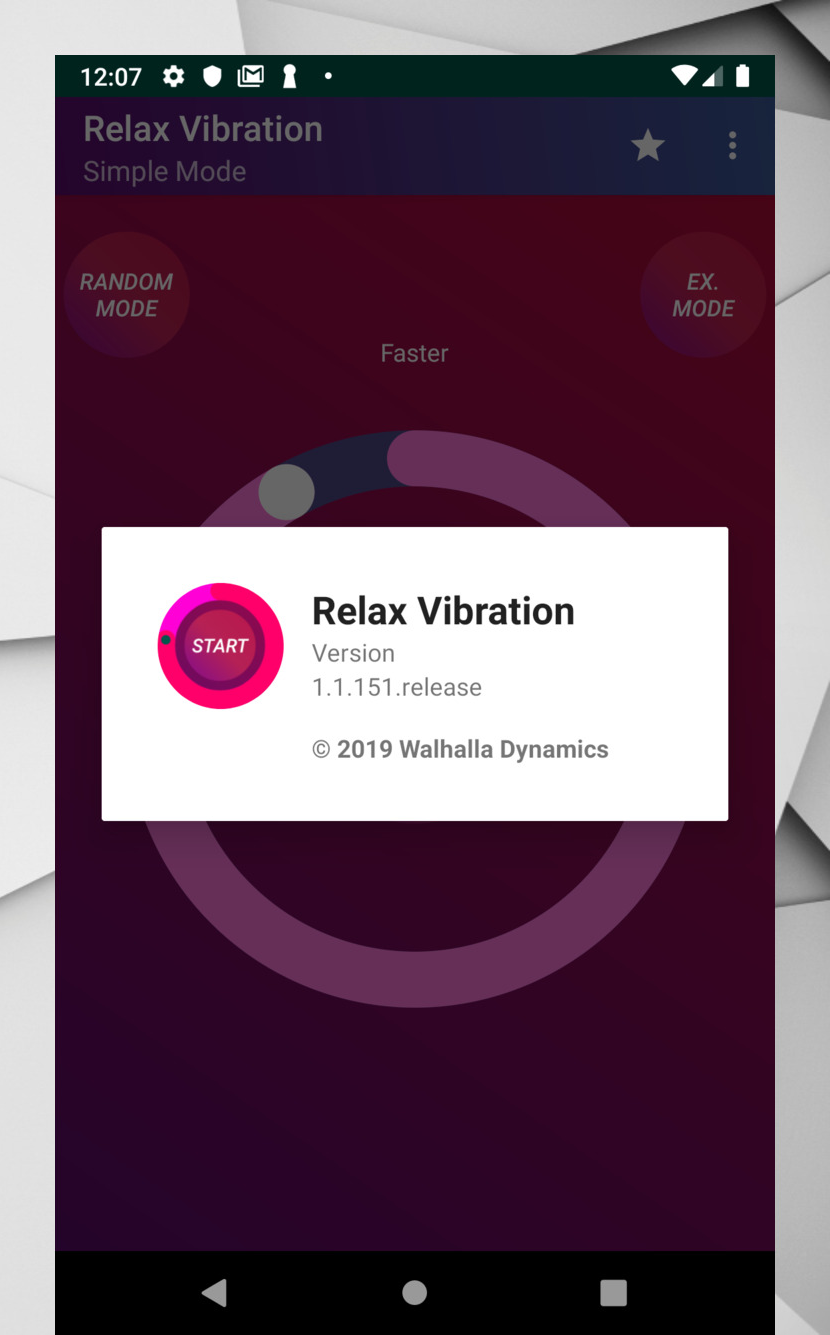 12:07
Relax Vibration
Simple Mode
RANDOM
MODE
EX.
MODE
Faster
START
Relax Vibration
Version
1.1.151.release
© 2019 Walhalla Dynamics